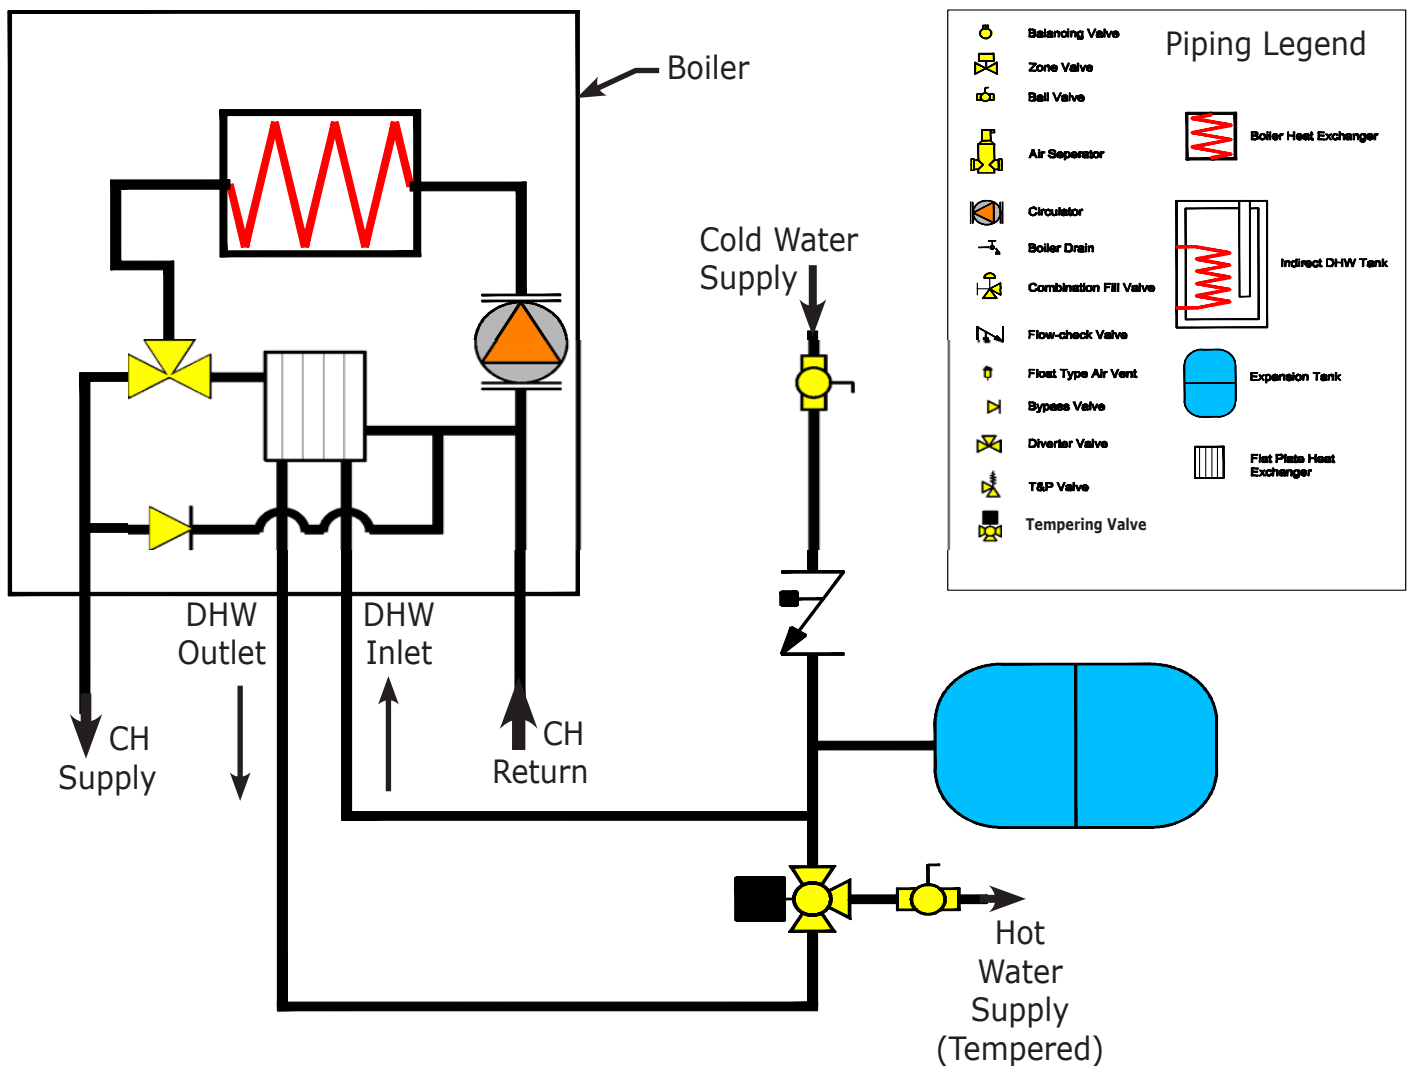 Boiler
Cold Water
Supply
DHW
Outlet
DHW
Inlet
CH
Supply
CH
Return
Hot
Water
Supply
(Tempered)
Piping Legend
Balancing Valve
Zone Valve
Ball Valve
Air Seperator
Circulator
Boiler Drain
Combination Fill Valve
Flow-check Valve
Float Type Air Vent
Bypass Valve
Diverter Valve
T&P Valve
Tempering Valve
Boiler Heat Exchanger
Indirect DHW Tank
Expansion Tank
Flat Plate Heat
Exchanger